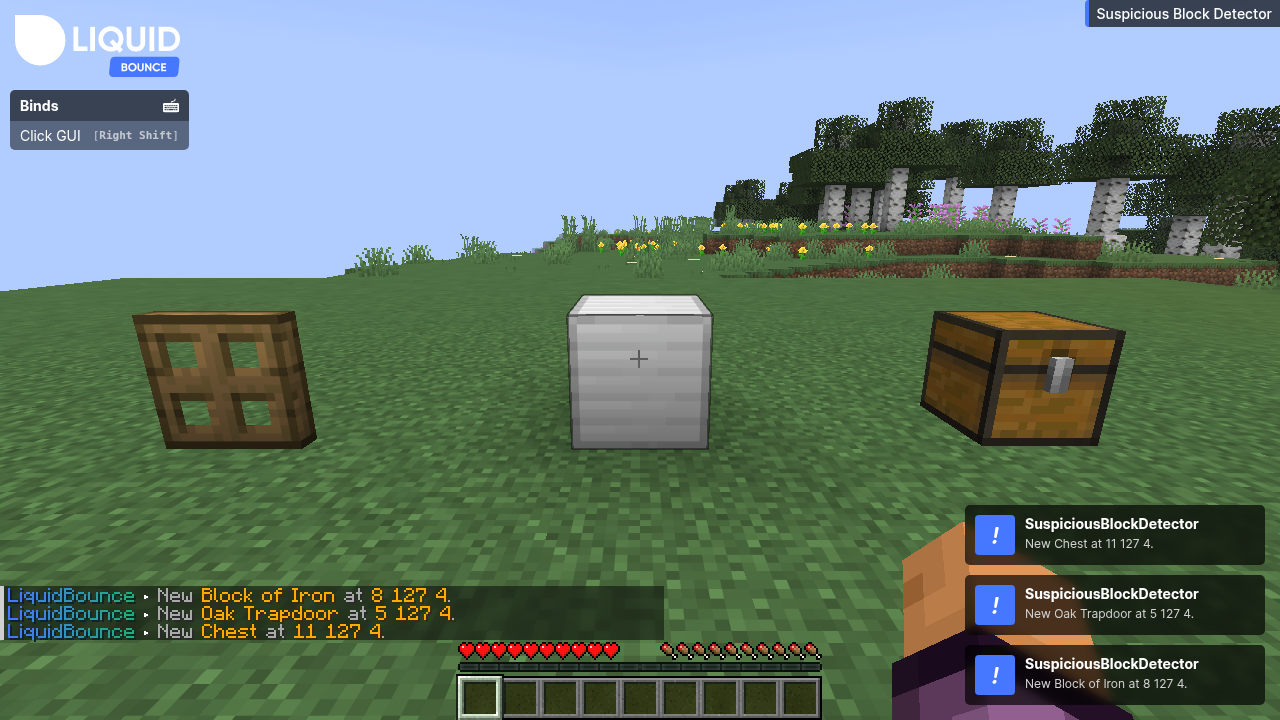 LIQUID
BOUNCE
Suspicious Block Detector
Binds
Click GUI [Right Shift]
SuspiciousBlockDetector
New Chest at 11 127 4.
SuspiciousBlockDetector
New Oak Trapdoor at 5 127 4.
SuspiciousBlockDetector
New Block of Iron at 8 127 4.
LiquidBounce ▸ New Block of Iron at 8 127 4.
LiquidBounce ▸ New Oak Trapdoor at 5 127 4.
LiquidBounce ▸ New Chest at 11 127 4.